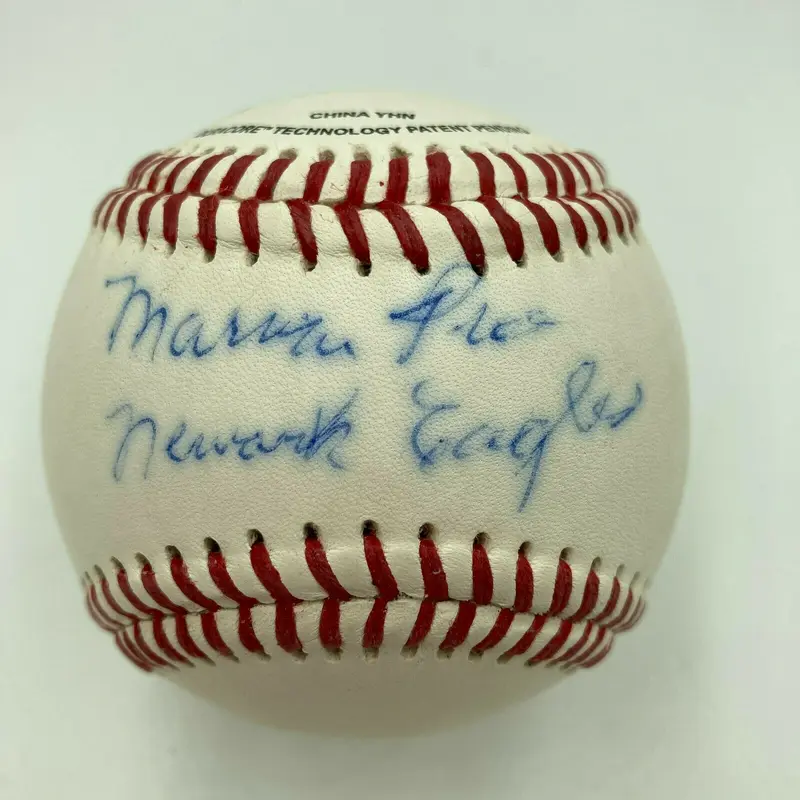 CHINA YHN
TECHNOLOGY PATENT PENDING
Marvin Price
Newark Eagles